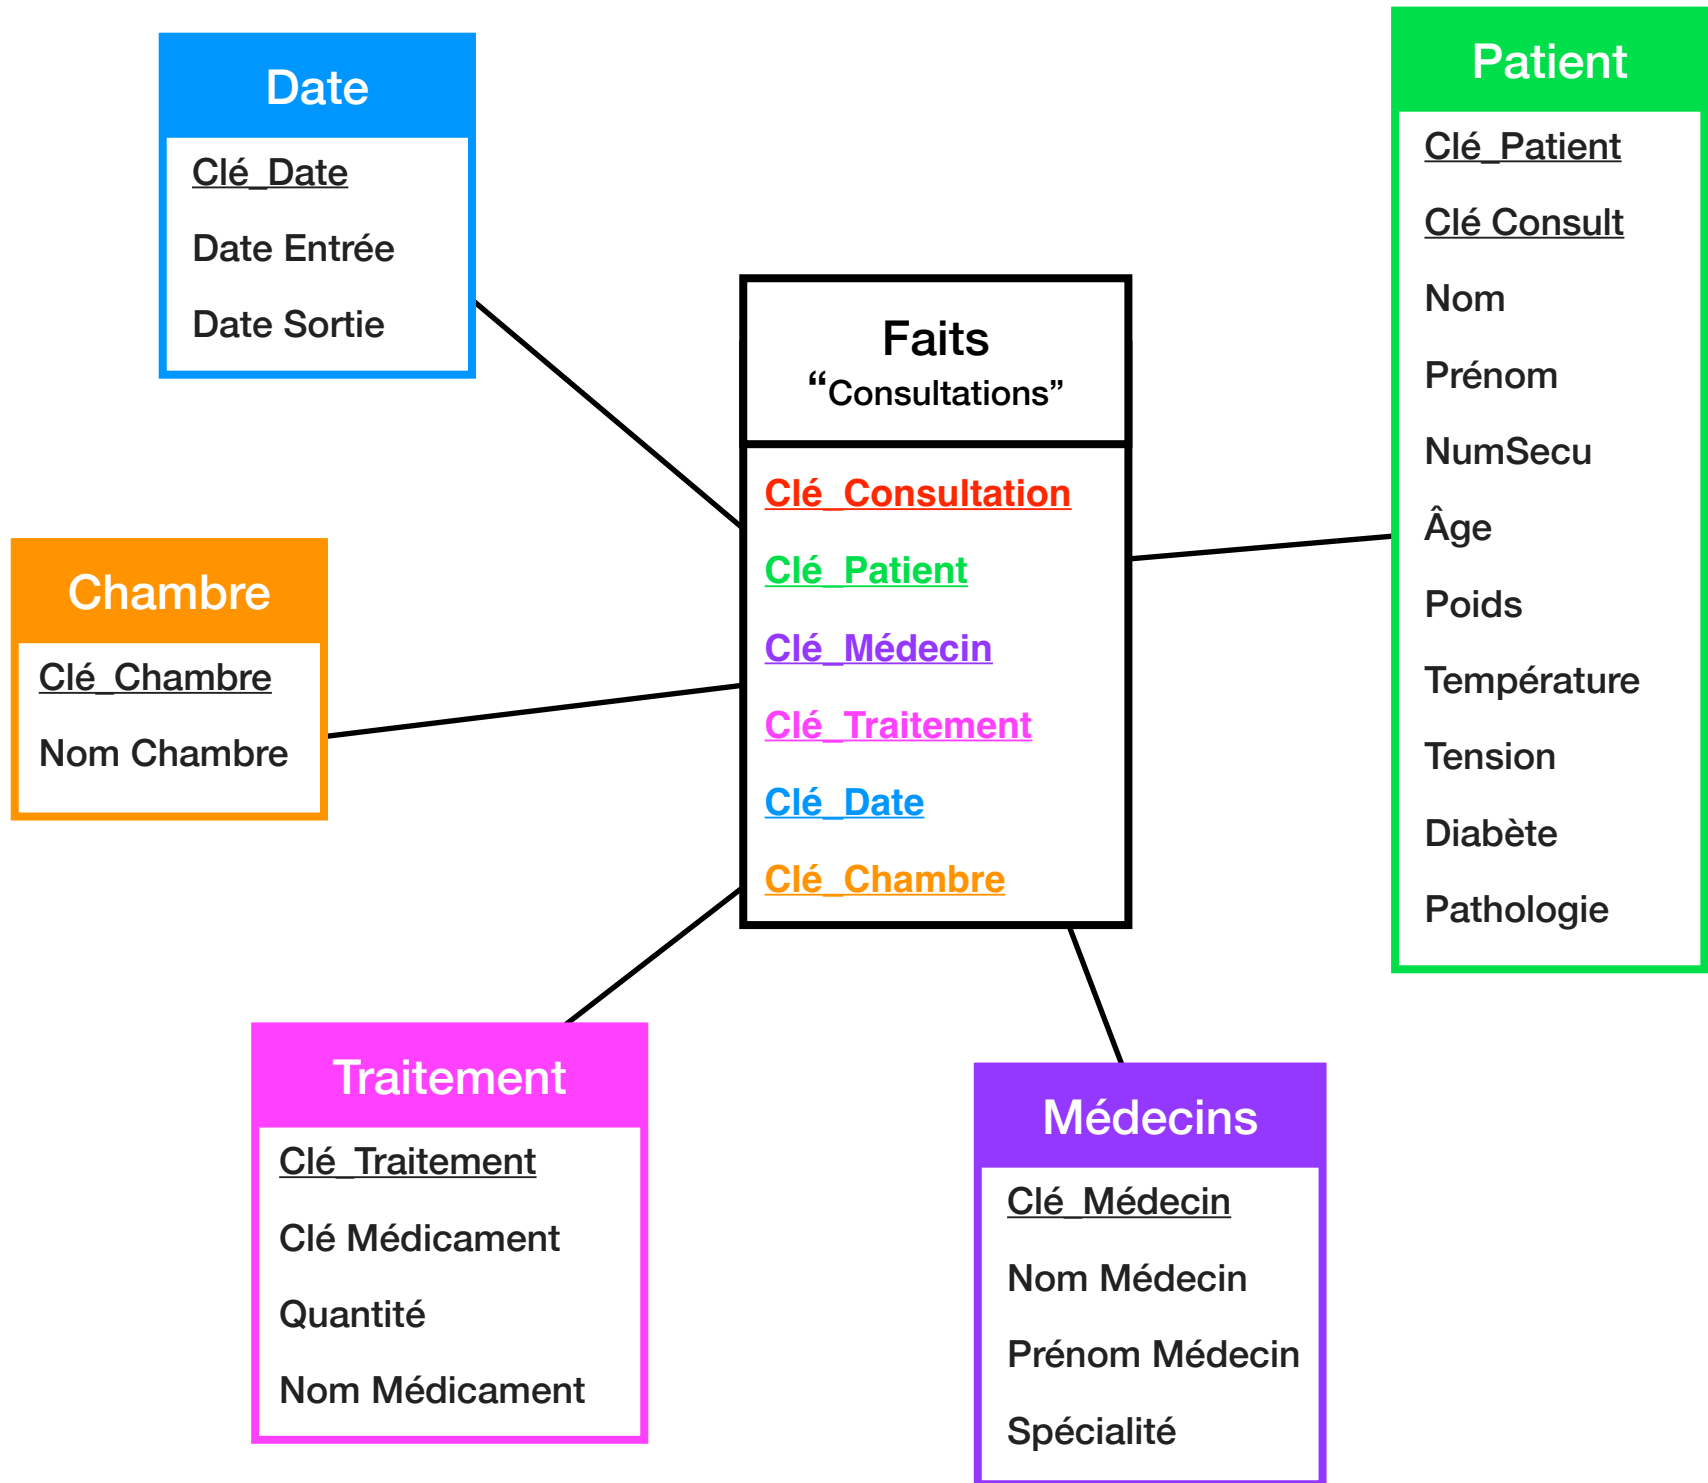 Date
Clé_Date
Date Entrée
Date Sortie
Patient
Clé_Patient
Clé Consult
Nom
Prénom
NumSecu
Âge
Poids
Température
Tension
Diabète
Pathologie
Faits
“Consultations”
Clé_Consultation
Clé_Patient
Clé_Médecin
Clé_Traitement
Clé_Date
Clé_Chambre
Chambre
Clé_Chambre
Nom Chambre
Traitement
Clé_Traitement
Clé Médicament
Quantité
Nom Médicament
Médecins
Clé_Médecin
Nom Médecin
Prénom Médecin
Spécialité